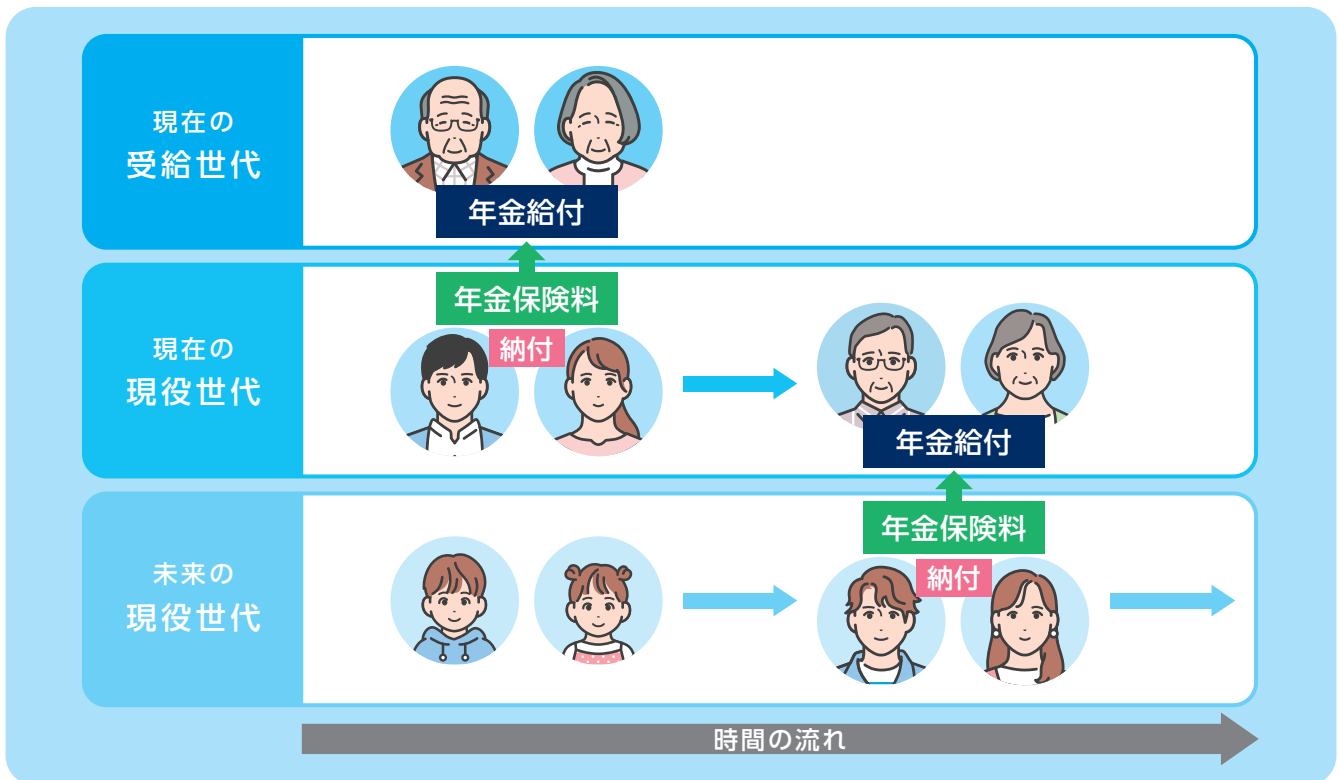 現在の
受給世代
年金給付
現在の
現役世代
年金保険料
納付
年金給付
未来の
現役世代
年金保険料
納付
時間の流れ